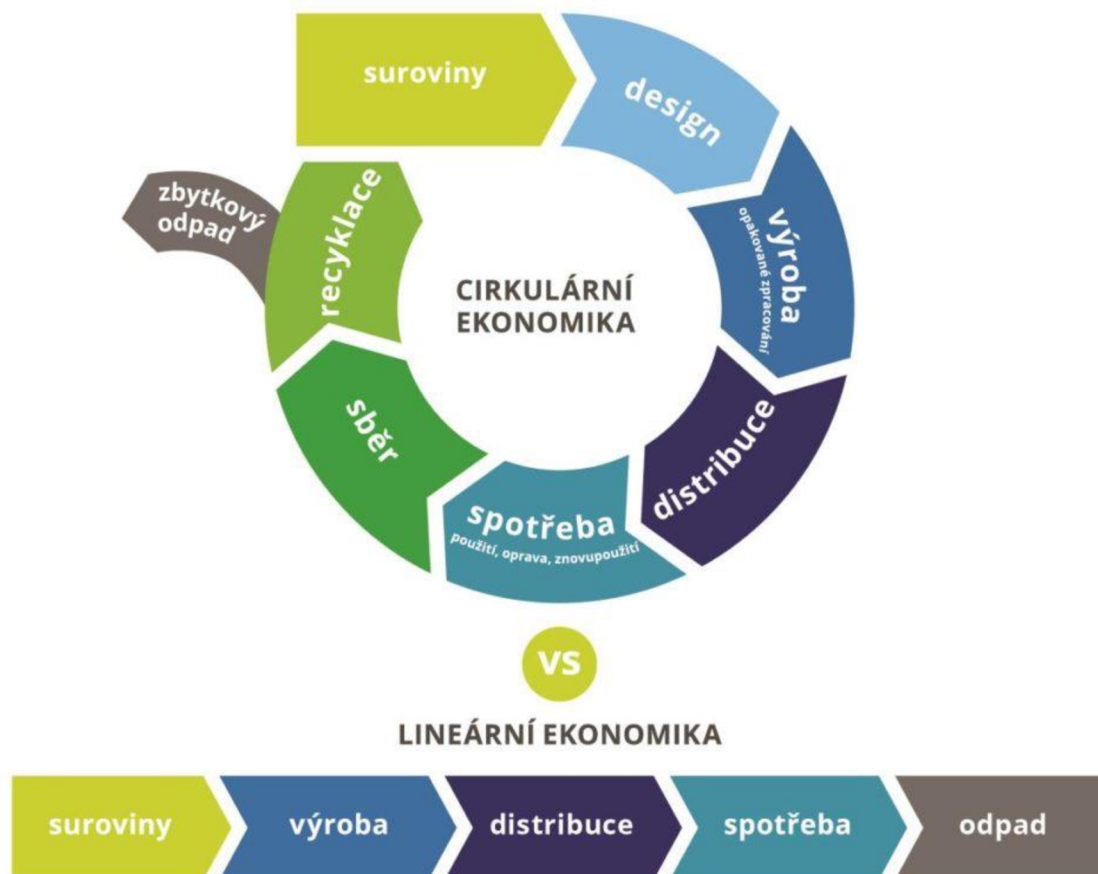 suroviny
design
výroba
opakované zpracování
distribuce
spotřeba
použití, oprava, znovupoužití
sběr
recyklace
zbytkový
odpad
CIRKULÁRNÍ
EKONOMIKA
VS
LINEÁRNÍ EKONOMIKA
suroviny
výroba
distribuce
spotřeba
odpad